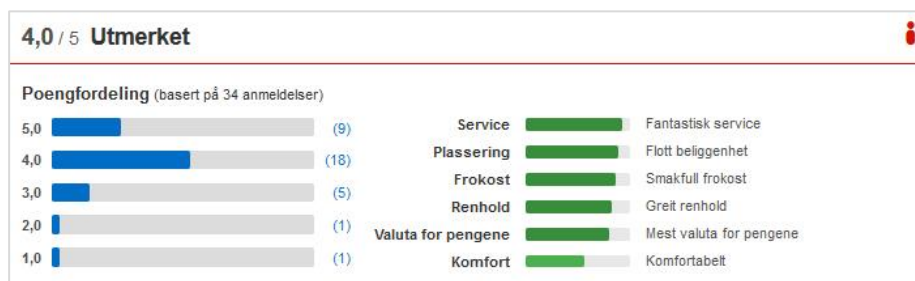 4,0 / 5 Utmerket
Poengfordeling (basert på 34 anmeldelser)
5,0 (9)
4,0 (18)
3,0 (5)
2,0 (1)
1,0 (1)
Service Fantastisk service
Plassering Flott beliggenhet
Frokost Smakfull frokost
Renhold Greit renhold
Valuta for pengene Mest valuta for pengene
Komfort Komfortabelt